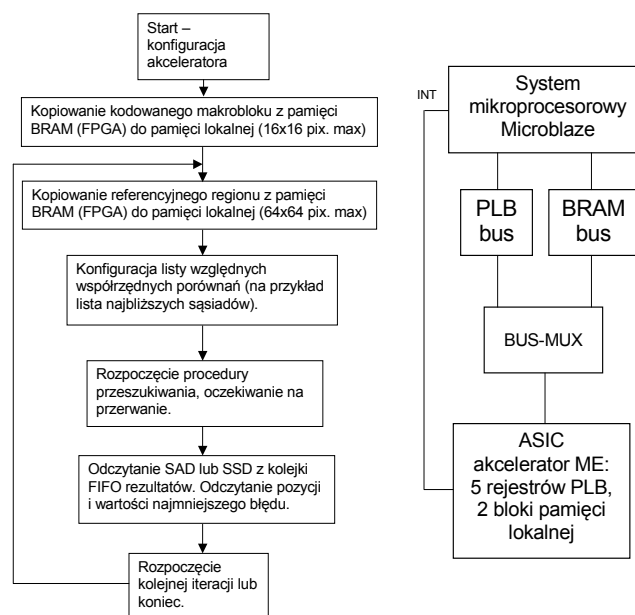 Start –
konfiguracja
akceleratora
Kopiowanie kodowanego makrobloku z pamięci
BRAM (FPGA) do pamięci lokalnej (16x16 pix. max)
Kopiowanie referencyjnego regionu z pamięci
BRAM (FPGA) do pamięci lokalnej (64x64 pix. max)
Konfiguracja listy względnych
współrzędnych porównań (na przykład
lista najbliższych sąsiadów).
Rozpoczęcie procedury
przeszukiwania, oczekiwanie na
przerwanie.
Odczytanie SAD lub SSD z kolejki
FIFO rezultatów. Odczytanie pozycji
i wartości najmniejszego błędu.
Rozpoczęcie
kolejnej iteracji lub
koniec.
INT
System
mikroprocesorowy
Microblaze
PLB
bus
BRAM
bus
BUS-MUX
ASIC
akcelerator ME:
5 rejestrów PLB,
2 bloki pamięci
lokalnej